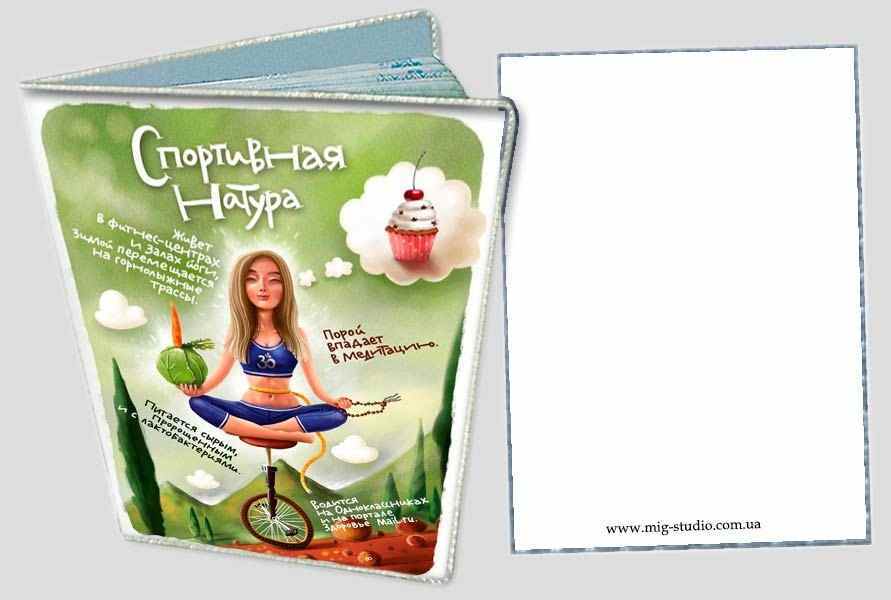 Спортивная
Натура
Живет
в фитнес-центрах
и залах йоги,
Зимой перемещается
на горнолыжные
трассы.
Порой
впадает
в медитацию.
Питается сырым,
Пророщенным
и с лактобактериями.
Водится
на Одноклассниках
и на портале
Здоровье Mail.ru.
www.mig-studio.com.ua